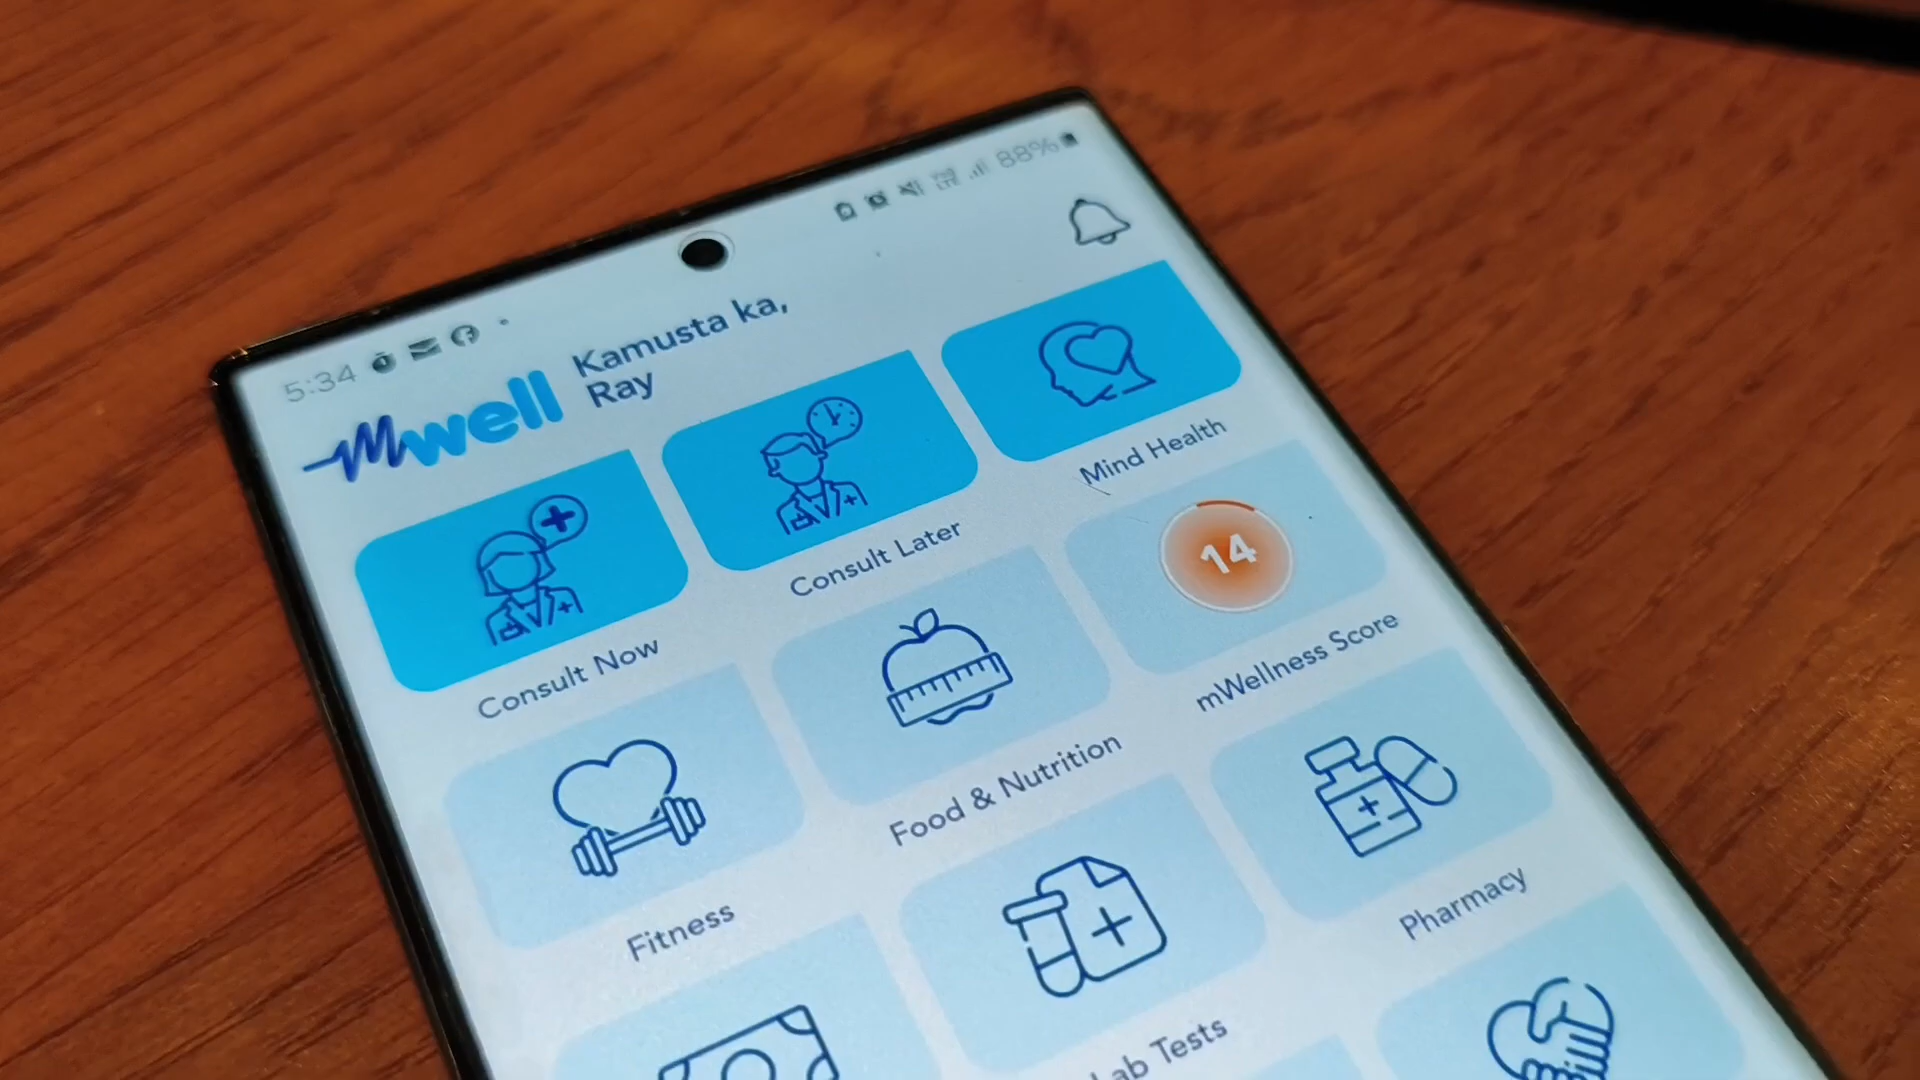 5:34
88%
mwell
Kamusta ka,
Ray
Consult Now
Consult Later
Mind Health
Fitness
Food & Nutrition
14
mWellness Score
Lab Tests
Pharmacy